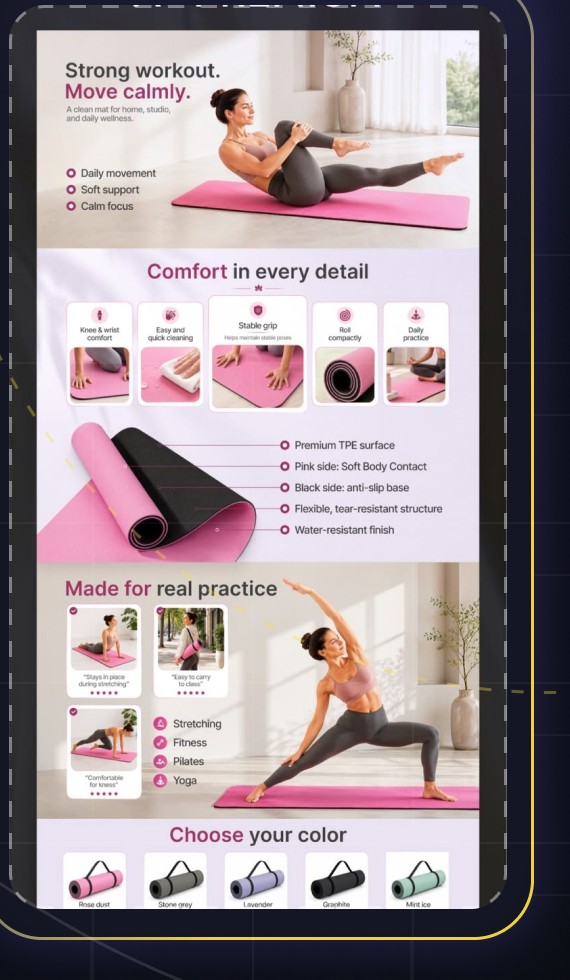 Strong workout.
Move calmly.
A clean mat for home, studio,
and daily wellness.
Daily movement
Soft support
Calm focus
Comfort in every detail
Knee & wrist
comfort
Easy and
quick cleaning
Stable grip
Helps maintain stable poses
Roll
compactly
Daily
practice
Premium TPE surface
Pink side: Soft Body Contact
Black side: anti-slip base
Flexible, tear-resistant structure
Water-resistant finish
Made for real practice
"Stays in place
during stretching"
"Easy to carry
to class"
"Comfortable
for kness"
Stretching
Fitness
Pilates
Yoga
Choose your color
Rose dust
Stone grey
Lavender
Graphite
Mint ice